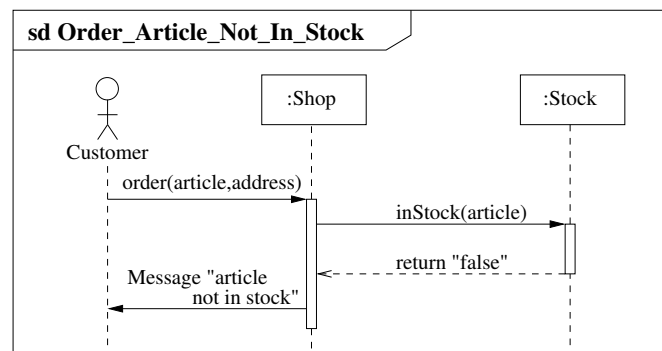 sd Order_Article_Not_In_Stock
:Shop
:Stock
Customer
order(article,address)
inStock(article)
return "false"
Message "article
not in stock"